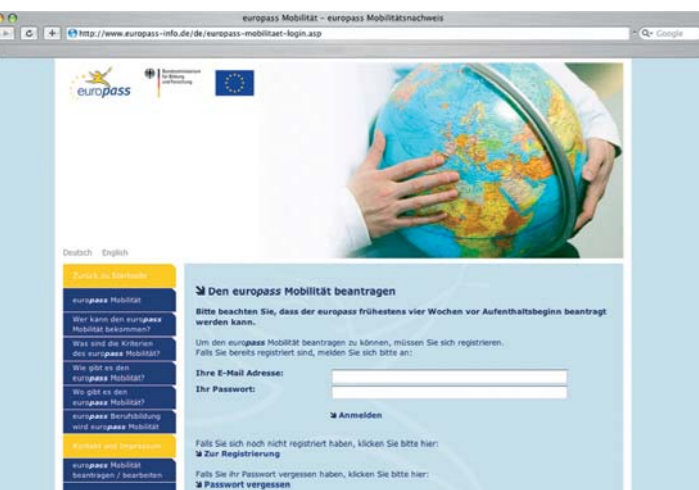 europass Mobilität – europass Mobilitätsnachweis
http://www.europass-info.de/de/europass-mobilitaet-login.asp
Google
europass
Bundesministerium
für Bildung
und Forschung
Deutsch English
Zurück zu Startseite
europass Mobilität
Wer kann den europass
Mobilität bekommen?
Was sind die Kriterien
des europass Mobilität?
Wie gibt es den
europass Mobilität?
Wo gibt es den
europass Mobilität?
europass Berufsbildung
wird europass Mobilität
Kontakt und Impressum
europass Mobilität
beantragen / bearbeiten
Den europass Mobilität beantragen
Bitte beachten Sie, dass der europass frühestens vier Wochen vor Aufenthaltsbeginn beantragt
werden kann.
Um den europass Mobilität beantragen zu können, müssen Sie sich registrieren.
Falls Sie bereits registriert sind, melden Sie sich bitte an:
Ihre E-Mail Adresse:
Ihr Passwort:
Anmelden
Falls Sie sich noch nicht registriert haben, klicken Sie bitte hier:
Zur Registrierung
Falls Sie ihr Passwort vergessen haben, klicken Sie bitte hier:
Passwort vergessen